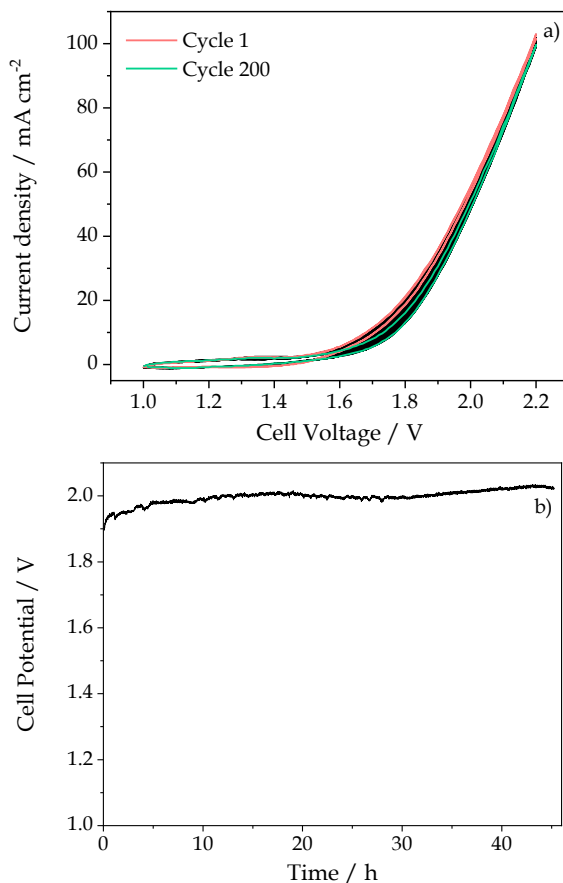 a)
Cycle 1
Cycle 200
Current density / mA cm⁻²
100
80
60
40
20
0
1.0 1.2 1.4 1.6 1.8 2.0 2.2
Cell Voltage / V
b)
Cell Potential / V
2.0
1.8
1.6
1.4
1.2
1.0
0 10 20 30 40
Time / h